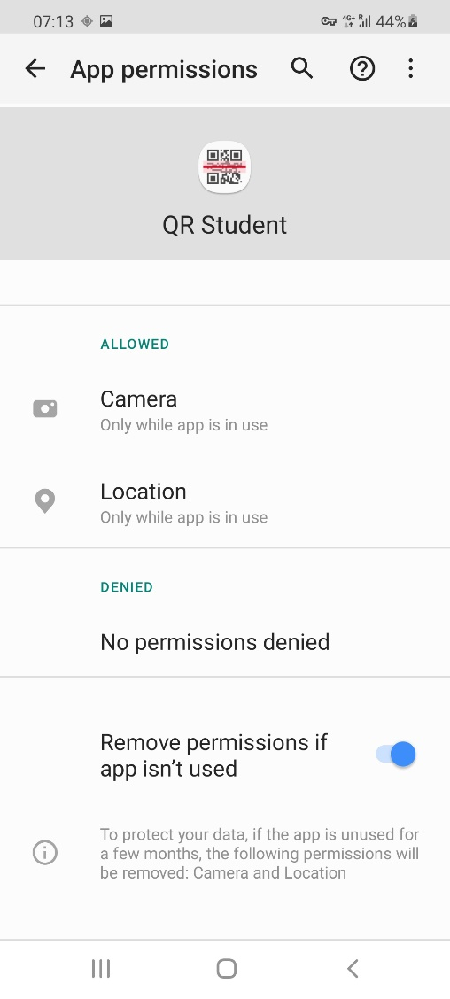 07:13 4G+ R 44%
App permissions
QR Student
ALLOWED
Camera
Only while app is in use
Location
Only while app is in use
DENIED
No permissions denied
Remove permissions if
app isn’t used
To protect your data, if the app is unused for
a few months, the following permissions will
be removed: Camera and Location